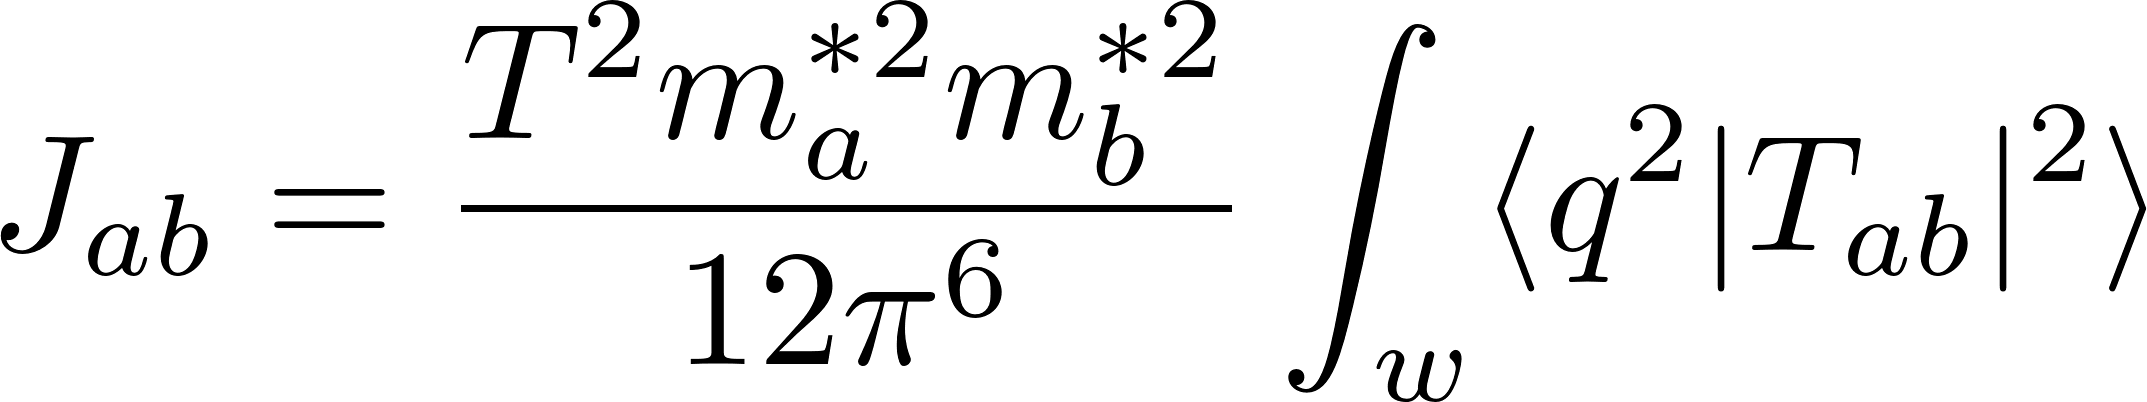 J_{ab} = \frac{T^2 m_a^{*2} m_b^{*2}}{12\pi^6} \int_w \langle q^2 |T_{ab}|^2 \rangle